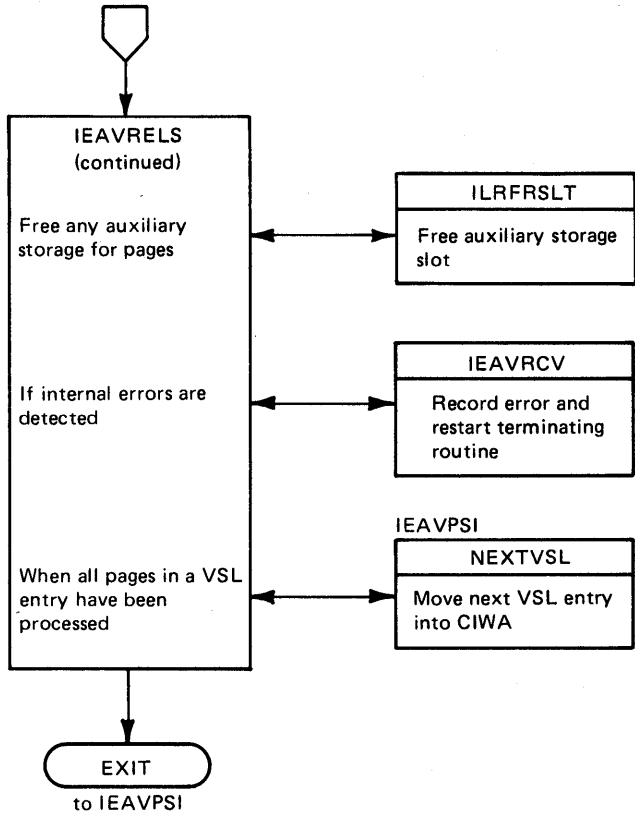 IEAVRELS
(continued)
Free any auxiliary
storage for pages
ILRFRSLT
Free auxiliary storage
slot
If internal errors are
detected
IEAVRCV
Record error and
restart terminating
routine
When all pages in a VSL
entry have been
processed
IEAVPSI
NEXTVSL
Move next VSL entry
into CIWA
EXIT
to IEAVPSI